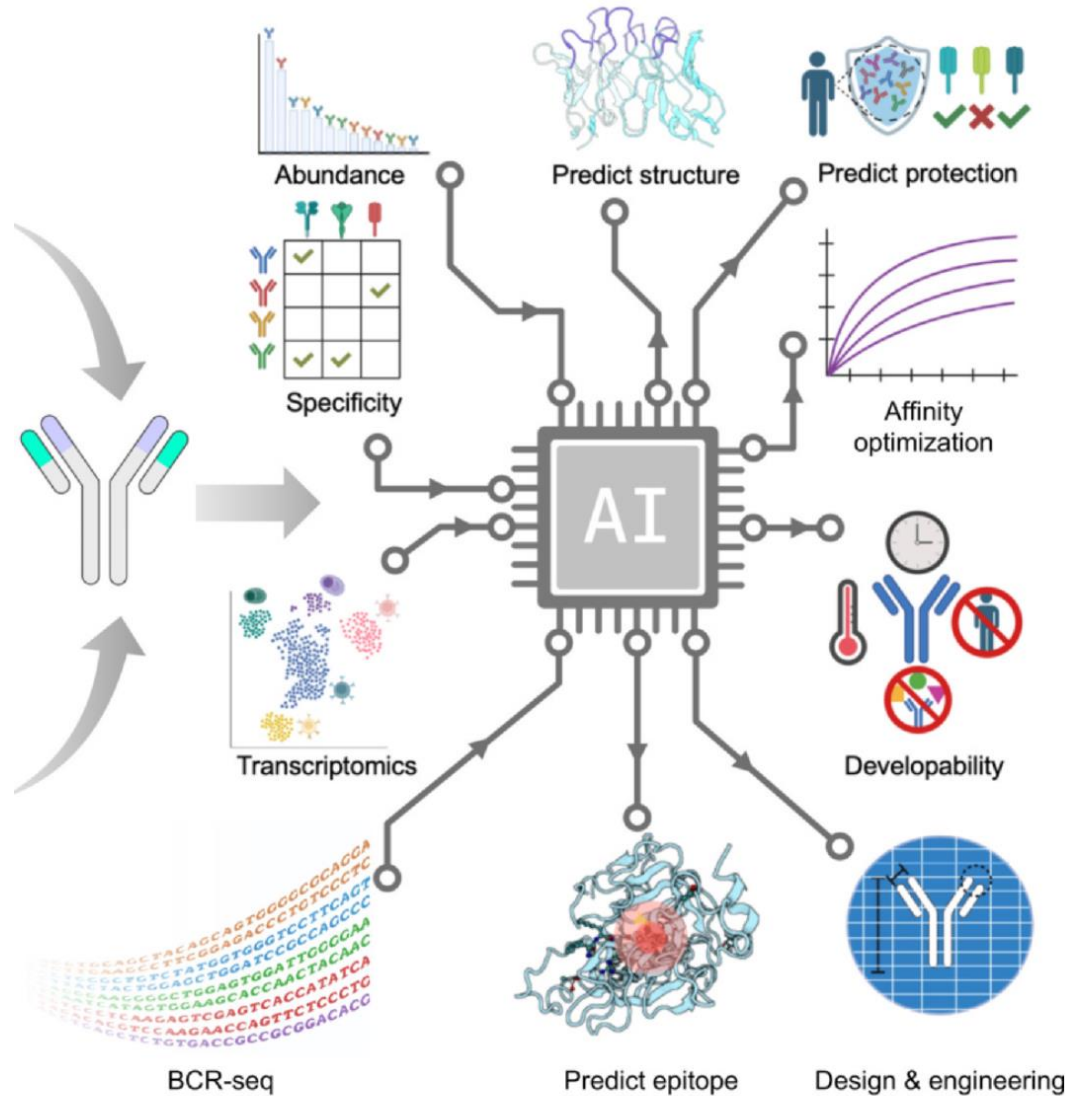 Abundance
Predict structure
Predict protection
Specificity
Affinity
optimization
AI
Transcriptomics
Developability
BCR-seq
Predict epitope
Design & engineering